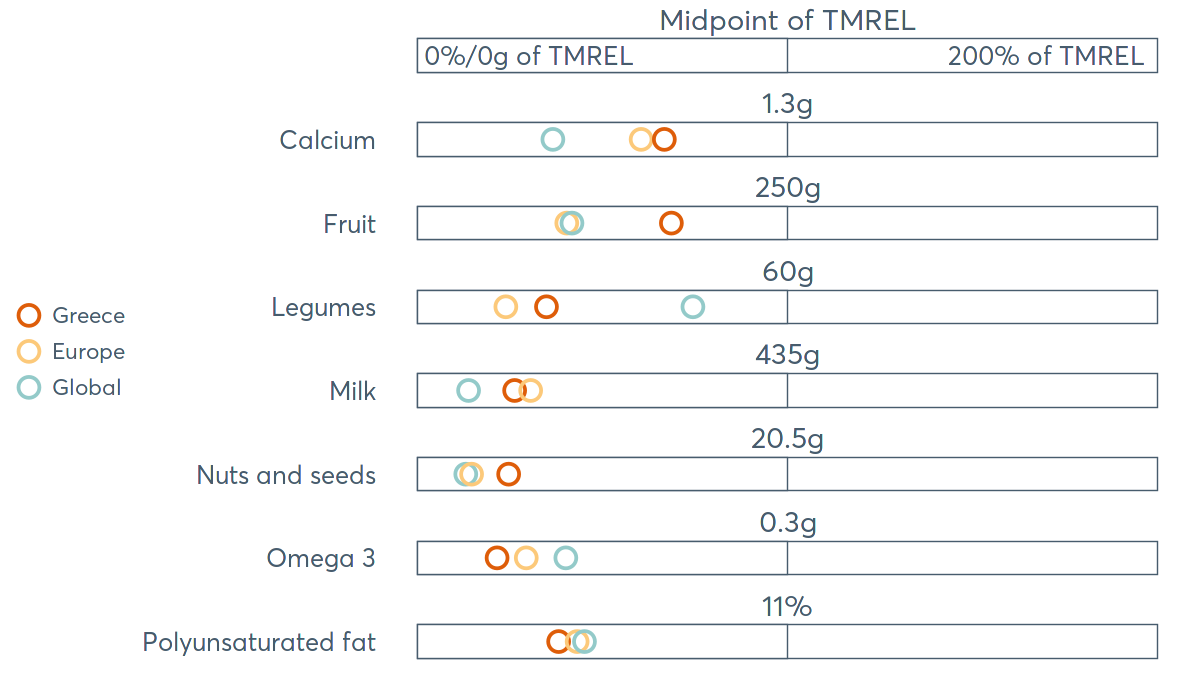 Midpoint of TMREL
0%/0g of TMREL
200% of TMREL
1.3g
Calcium
250g
Fruit
60g
Legumes
435g
Milk
20.5g
Nuts and seeds
0.3g
Omega 3
11%
Polyunsaturated fat
Greece
Europe
Global